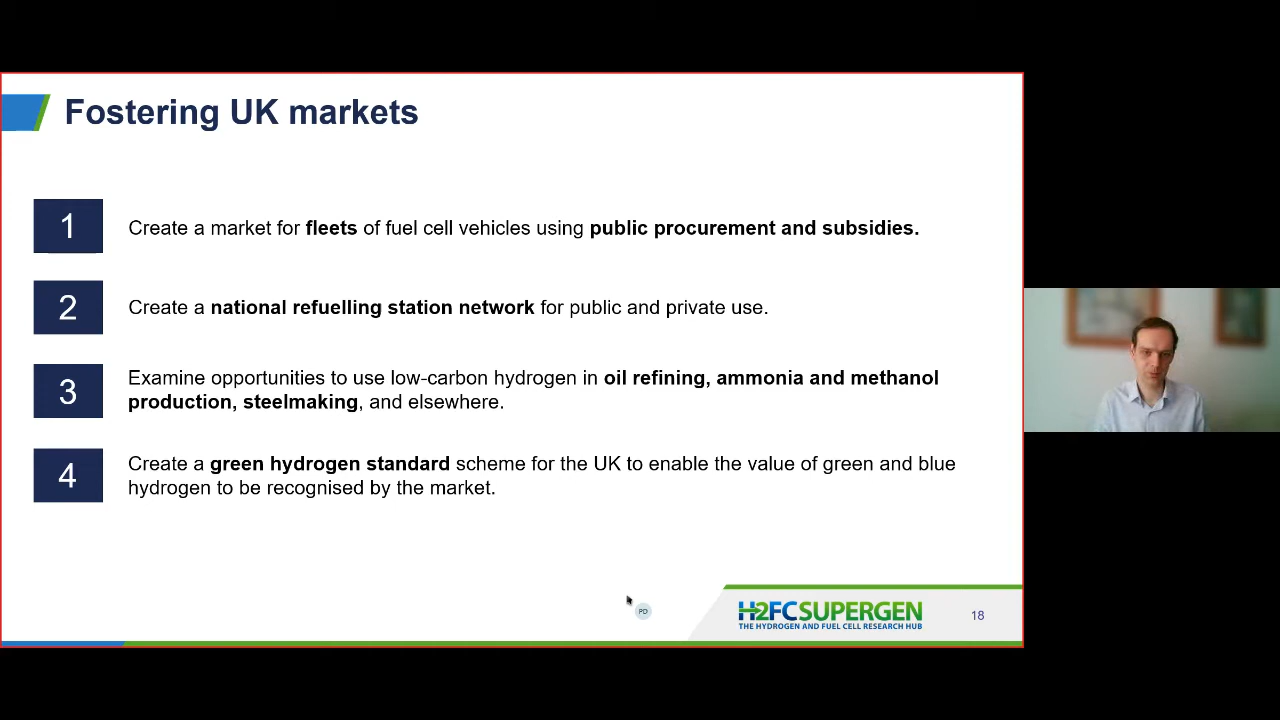 Fostering UK markets
1
Create a market for fleets of fuel cell vehicles using public procurement and subsidies.
2
Create a national refuelling station network for public and private use.
3
Examine opportunities to use low-carbon hydrogen in oil refining, ammonia and methanol
production, steelmaking, and elsewhere.
4
Create a green hydrogen standard scheme for the UK to enable the value of green and blue
hydrogen to be recognised by the market.
PD
H2FCSUPERGEN
THE HYDROGEN AND FUEL CELL RESEARCH HUB
18